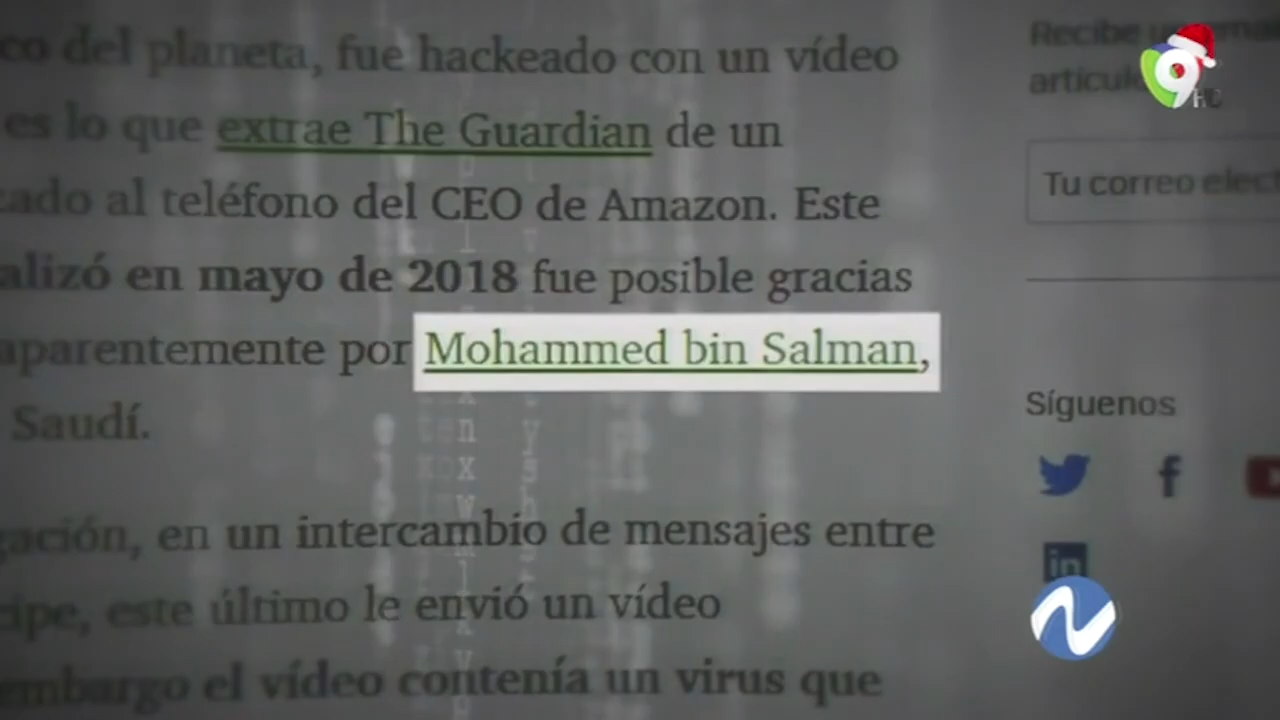 co del planeta, fue hackeado con un vídeo
es lo que extrae The Guardian de un
cado al teléfono del CEO de Amazon. Este
alizó en mayo de 2018 fue posible gracias
aparentemente por Mohammed bin Salman,
Saudí.
gación, en un intercambio de mensajes entre
cipe, este último le envió un vídeo
embargo el vídeo contenía un virus que
Recibe
Tu correo elect
Síguenos
f
in
9
HD